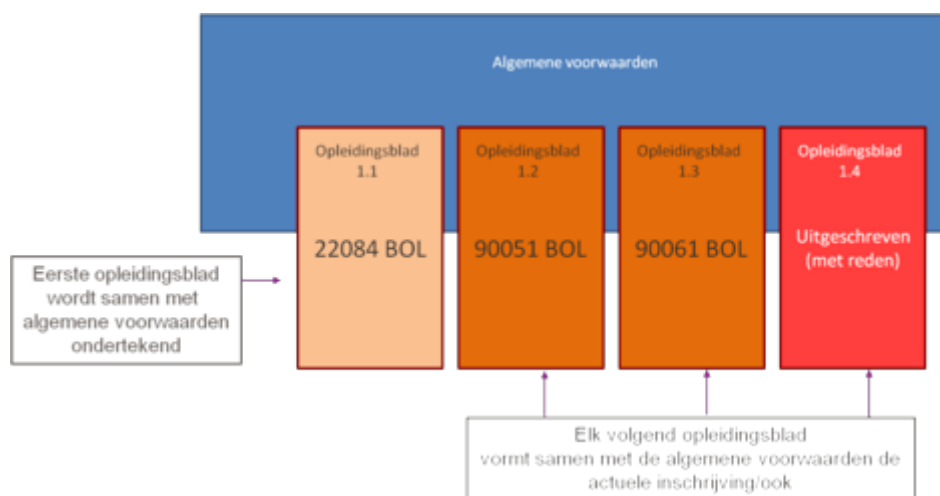 Algemene voorwaarden
Opleidingsblad
1.1
22084 BOL
Opleidingsblad
1.2
90051 BOL
Opleidingsblad
1.3
90061 BOL
Opleidingsblad
1.4
Uitgeschreven
(met reden)
Eerste opleidingsblad
wordt samen met
algemene voorwaarden
ondertekend
Elk volgend opleidingsblad
vormt samen met de algemene voorwaarden de
actuele inschrijving/ook